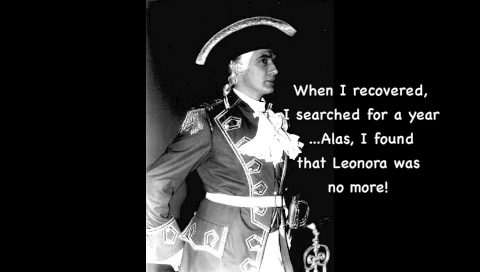 When I recovered,
I searched for a year
...Alas, I found
that Leonora was
no more!